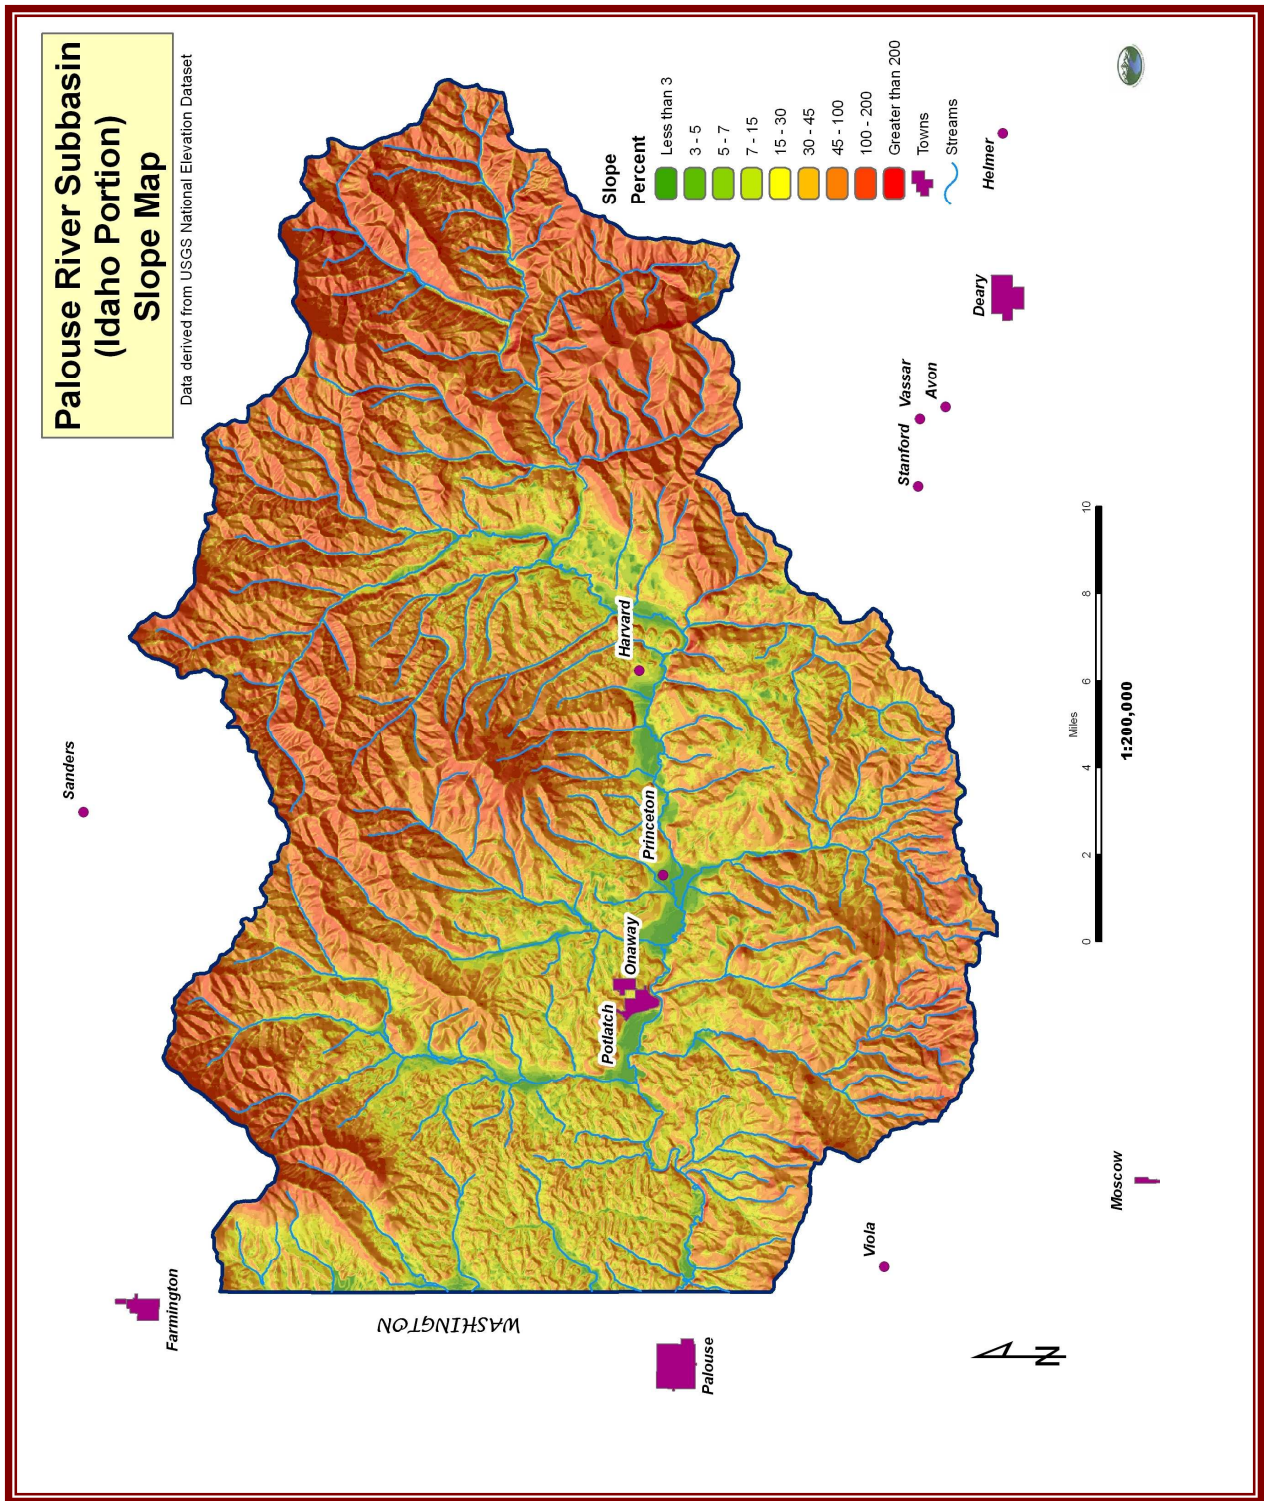 Palouse River Subbasin
(Idaho Portion)
Slope Map
Data derived from USGS National Elevation Dataset
Sanders
Farmington
WASHINGTON
Palouse
Potlatch
Onaway
Princeton
Harvard
Viola
Moscow
Stanford
Vassar
Avon
Deary
Helmer
Slope
Percent
Less than 3
3 - 5
5 - 7
7 - 15
15 - 30
30 - 45
45 - 100
100 - 200
Greater than 200
Towns
Streams
0 2 4 6 8 10
Miles
1:200,000
N